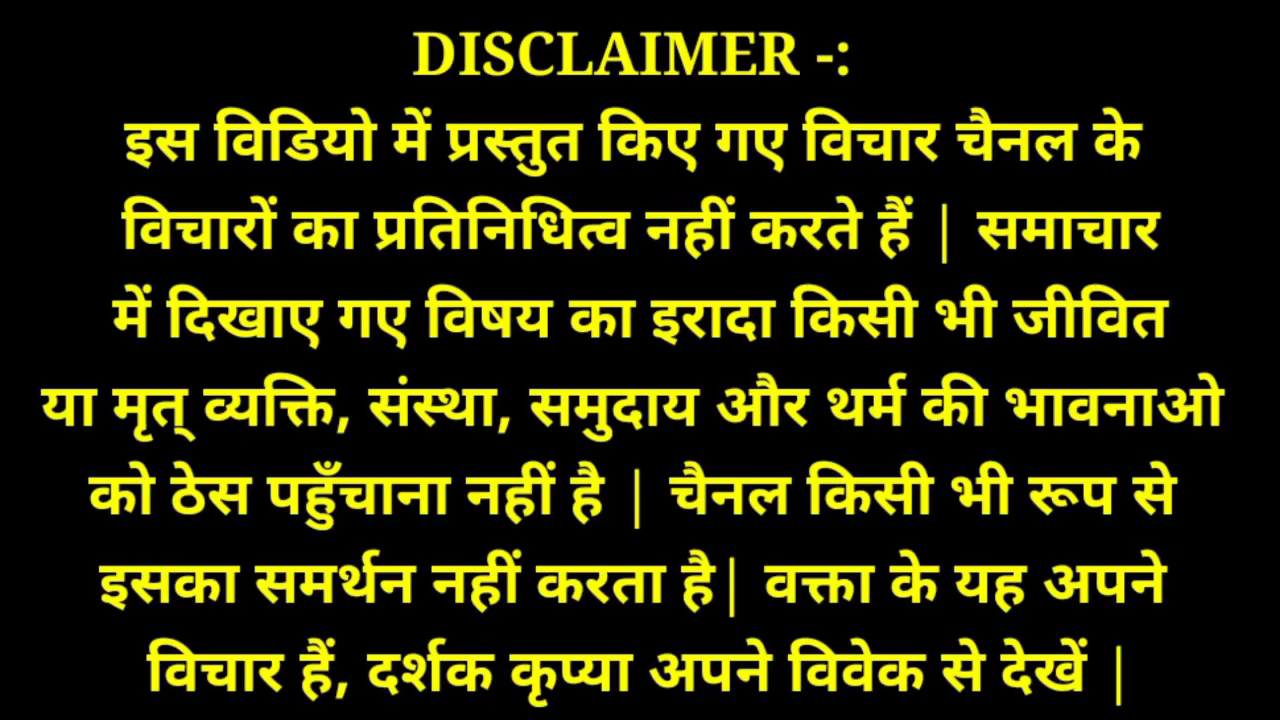 DISCLAIMER -:
इस विडियो में प्रस्तुत किए गए विचार चैनल के
विचारों का प्रतिनिधित्व नहीं करते हैं | समाचार
में दिखाए गए विषय का इरादा किसी भी जीवित
या मृत् व्यक्ति, संस्था, समुदाय और थर्म की भावनाओ
को ठेस पहुँचाना नहीं है | चैनल किसी भी रूप से
इसका समर्थन नहीं करता है| वक्ता के यह अपने
विचार हैं, दर्शक कृप्या अपने विवेक से देखें |